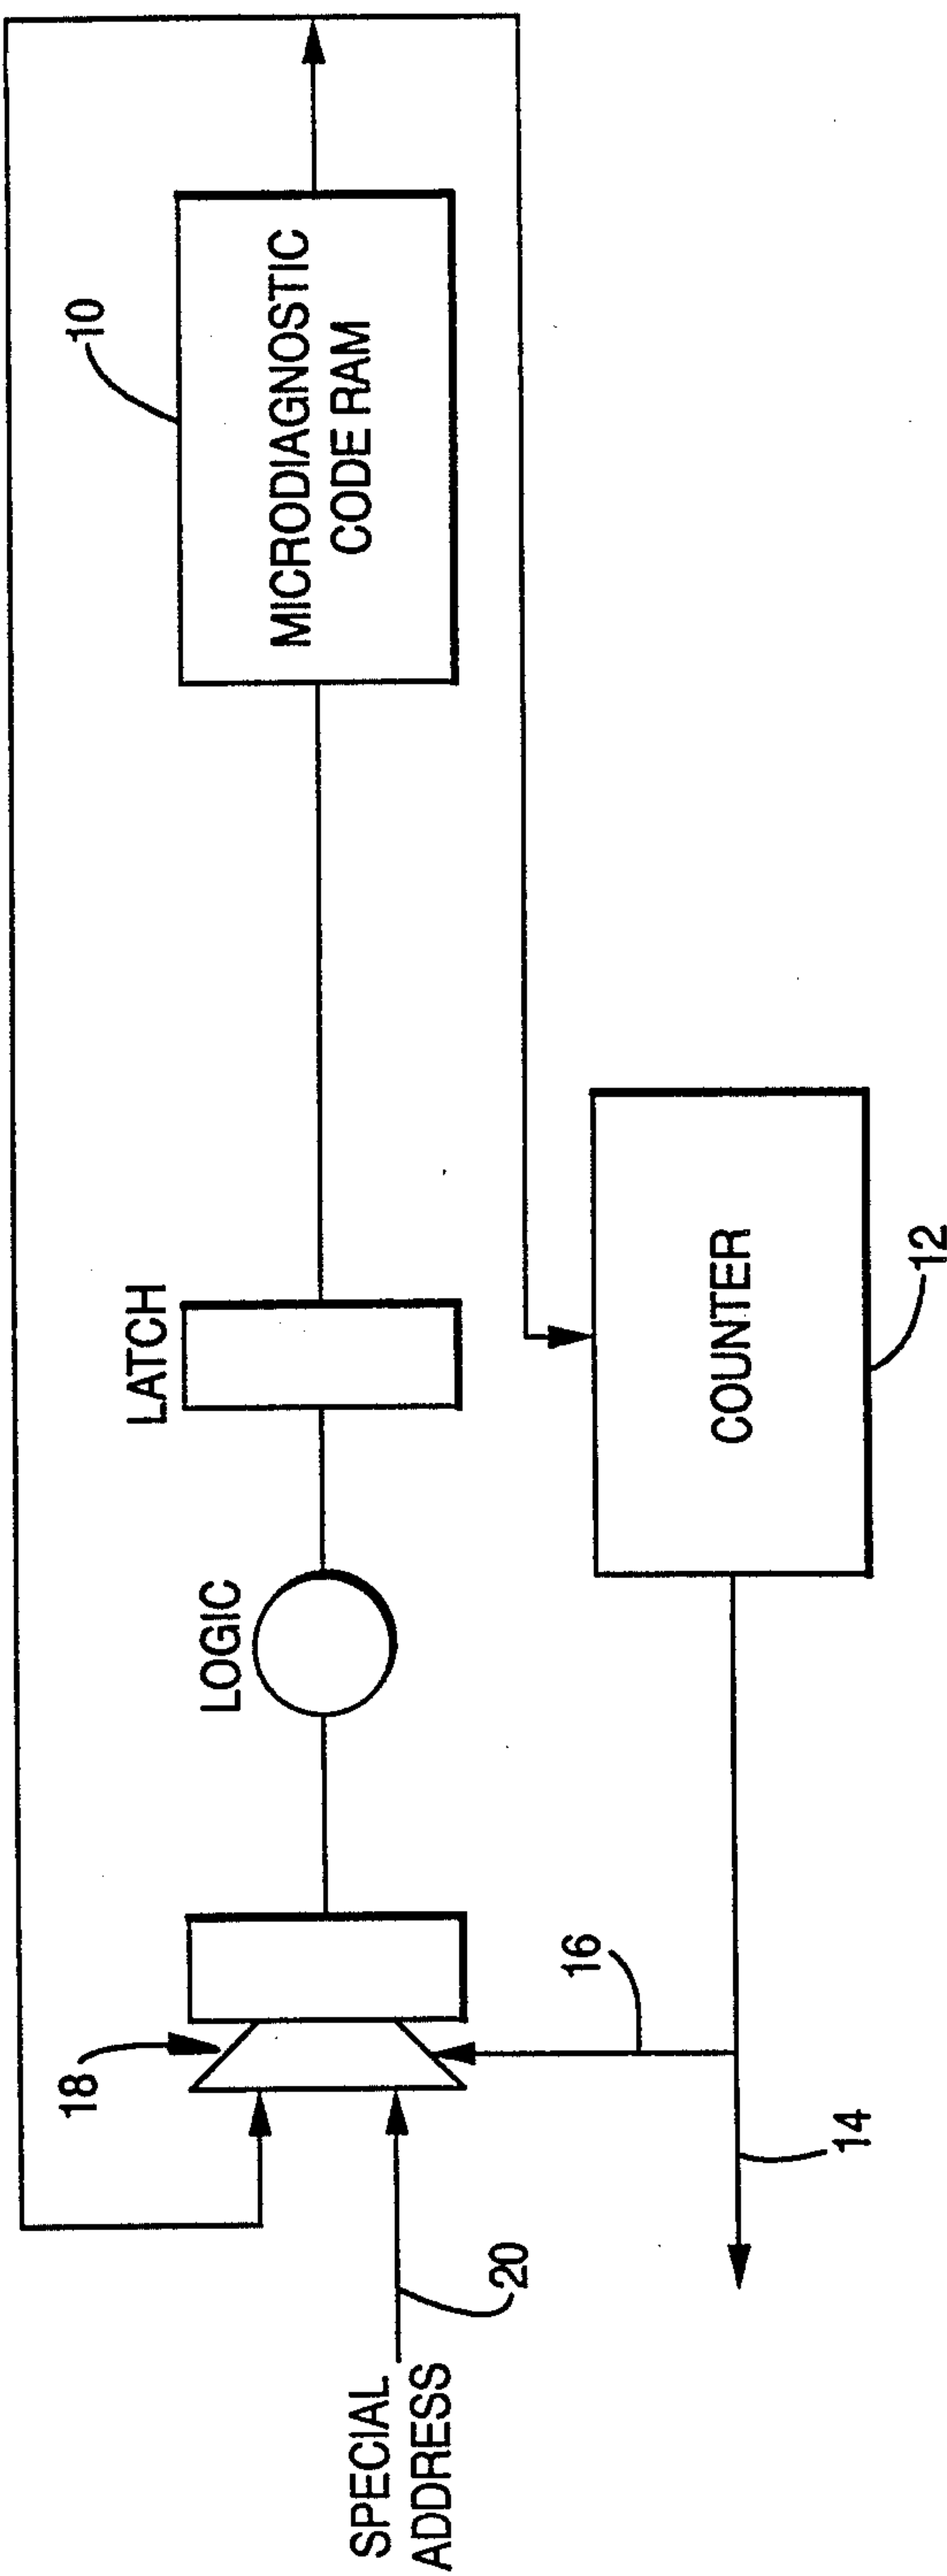 10
MICRODIAGNOSTIC
CODE RAM
LATCH
LOGIC
COUNTER
12
18
16
14
20
SPECIAL
ADDRESS